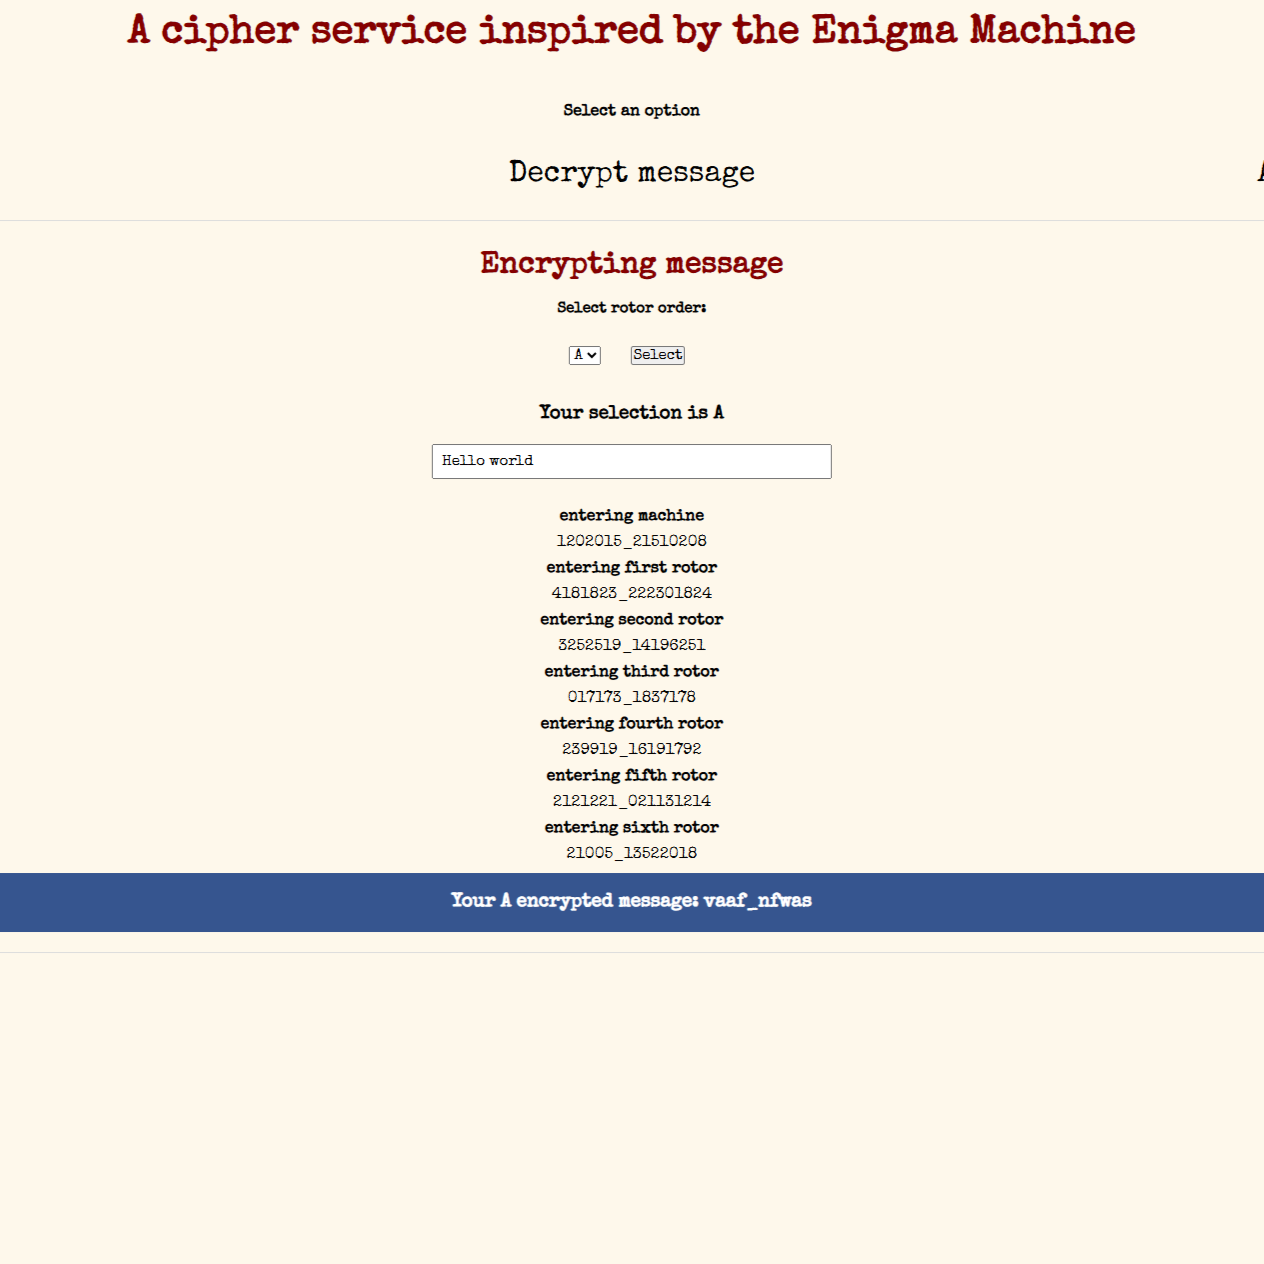 A cipher service inspired by the Enigma Machine
Select an option
Decrypt message
Encrypting message
Select rotor order:
A Select
Your selection is A
Hello world
entering machine
1202015_21510208
entering first rotor
4181823_222301824
entering second rotor
3252519_14196251
entering third rotor
017173_1837178
entering fourth rotor
239919_16191792
entering fifth rotor
2121221_021131214
entering sixth rotor
21005_13522018
Your A encrypted message: vaaf_nfwas